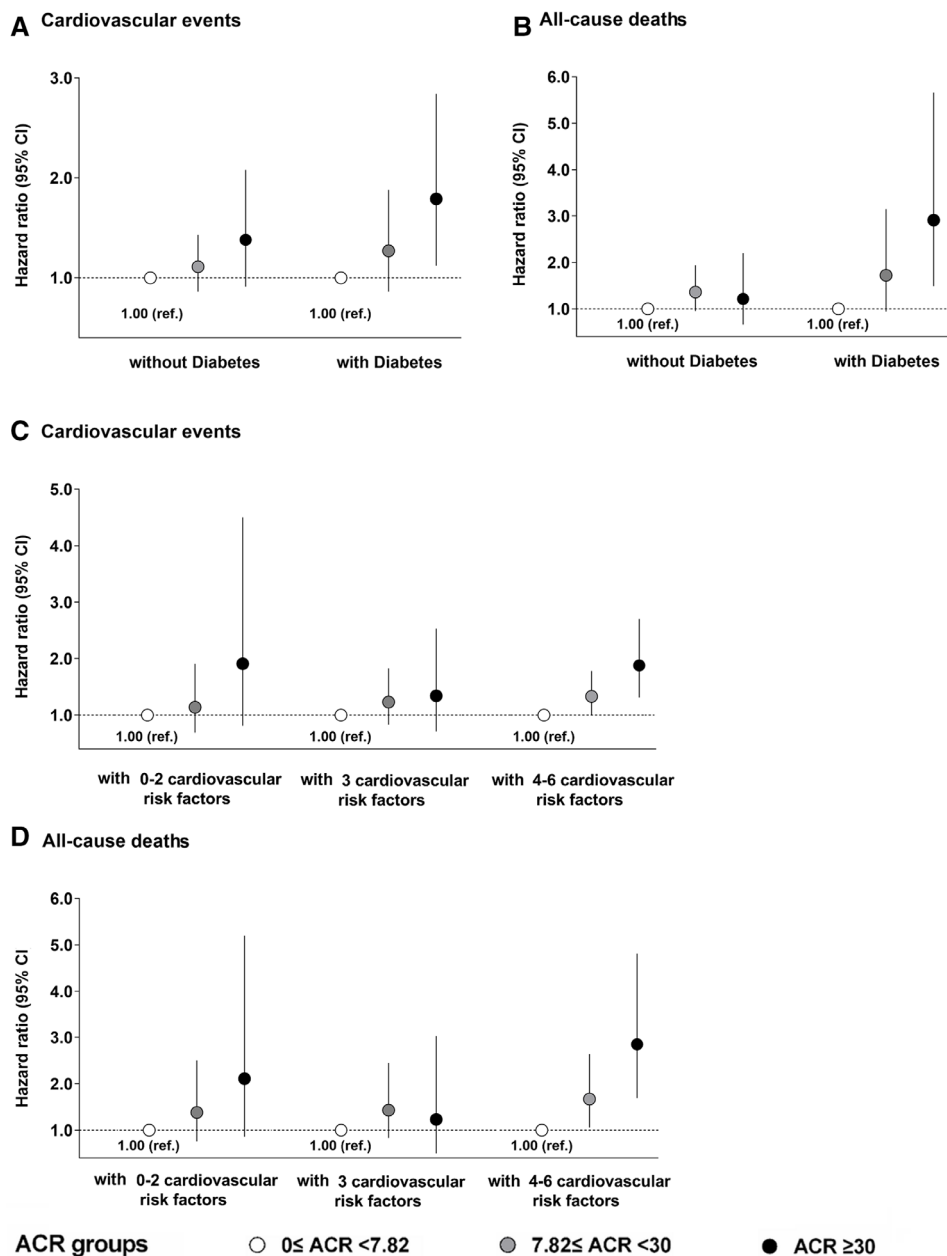 A Cardiovascular events
Hazard ratio (95% CI)
3.0
2.0
1.0
1.00 (ref.) 1.00 (ref.)
without Diabetes with Diabetes
B All-cause deaths
Hazard ratio (95% CI)
6.0
5.0
4.0
3.0
2.0
1.0
1.00 (ref.) 1.00 (ref.)
without Diabetes with Diabetes
C Cardiovascular events
Hazard ratio (95% CI)
5.0
4.0
3.0
2.0
1.0
1.00 (ref.) 1.00 (ref.) 1.00 (ref.)
with 0-2 cardiovascular with 3 cardiovascular with 4-6 cardiovascular
risk factors risk factors risk factors
D All-cause deaths
Hazard ratio (95% CI
6.0
5.0
4.0
3.0
2.0
1.0
1.00 (ref.) 1.00 (ref.) 1.00 (ref.)
with 0-2 cardiovascular with 3 cardiovascular with 4-6 cardiovascular
risk factors risk factors risk factors
ACR groups 0≤ ACR <7.82 7.82≤ ACR <30 ACR ≥30